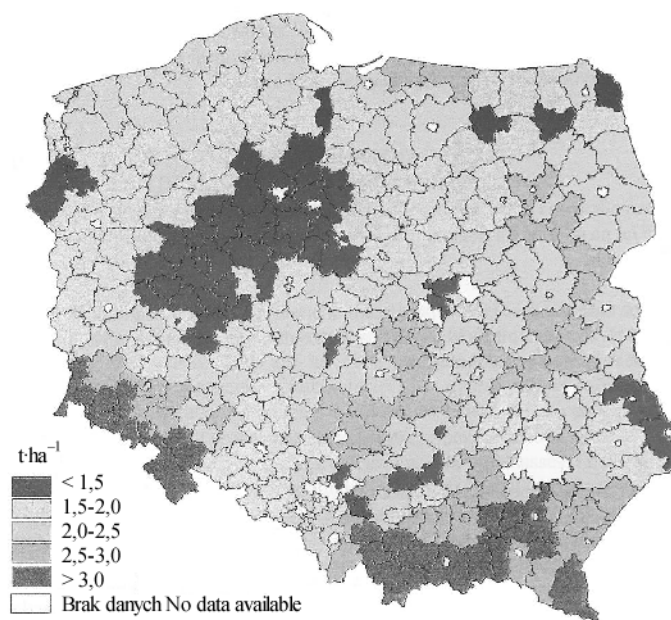 t·ha⁻¹
< 1,5
1,5-2,0
2,0-2,5
2,5-3,0
> 3,0
Brak danych No data available